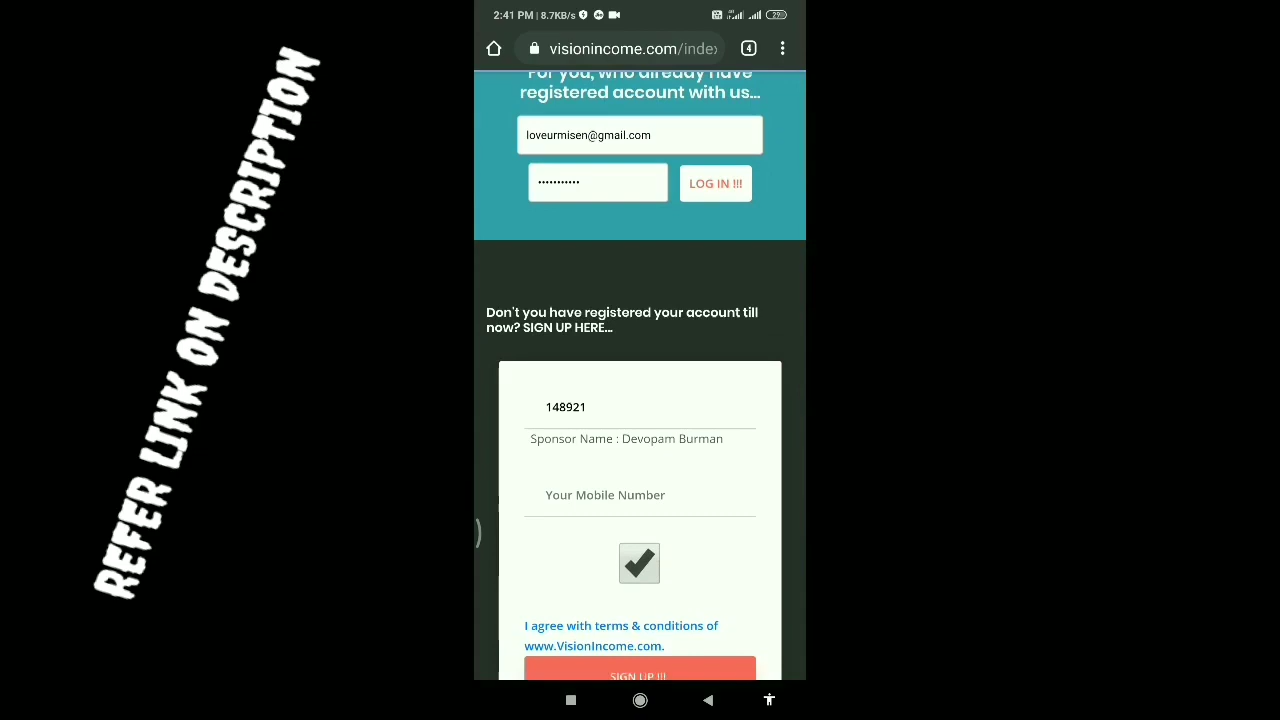 REFER LINK ON DESCRIPTION
2:41 PM | 8.7KB/s
29
visionincome.com/index
4
For you, who already have
registered account with us...
loveurmisen@gmail.com
•••••••••••
LOG IN !!!
Don't you have registered your account till
now? SIGN UP HERE...
148921
Sponsor Name : Devopam Burman
Your Mobile Number
I agree with terms & conditions of
www.VisionIncome.com.
SIGN UP !!!